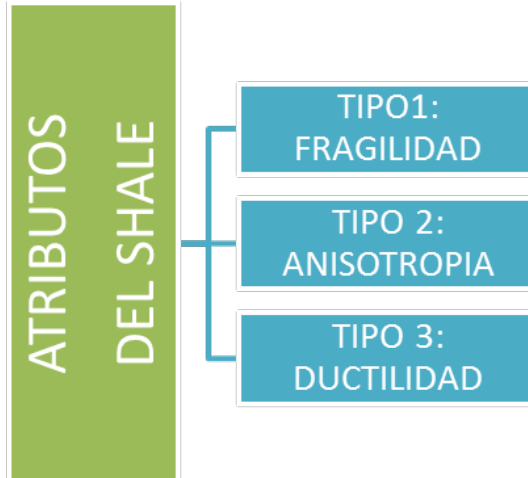 ATRIBUTOS
DEL SHALE
TIPO1:
FRAGILIDAD
TIPO 2:
ANISOTROPIA
TIPO 3:
DUCTILIDAD